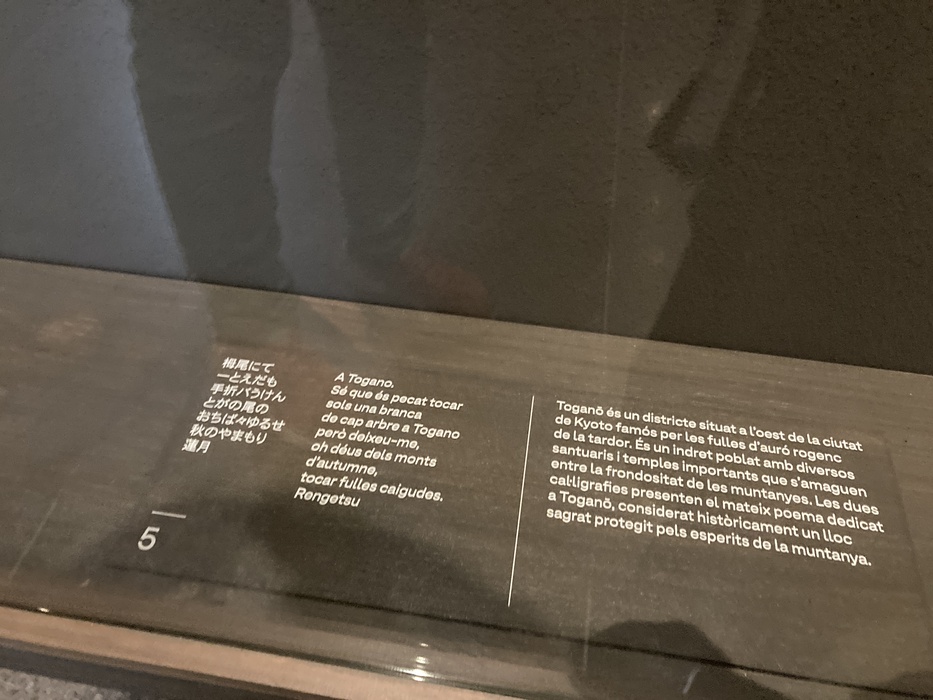 栂尾にて
一とえだも
手折バうけん
とがの尾の
おちば々ゆるせ
秋のやまもり
蓮月
5
A Togano.
Sé que és pecat tocar
sols una branca
de cap arbre a Togano
però deixeu-me,
oh déus dels monts
d'autumne,
tocar fulles caigudes.
Rengetsu
Toganō és un districte situat a l'oest de la ciutat
de Kyoto famós per les fulles d'auró rogenc
de la tardor. És un indret poblat amb diversos
santuaris i temples importants que s'amaguen
entre la frondositat de les muntanyes. Les dues
cal·ligrafies presenten el mateix poema dedicat
a Toganō, considerat històricament un lloc
sagrat protegit pels esperits de la muntanya.